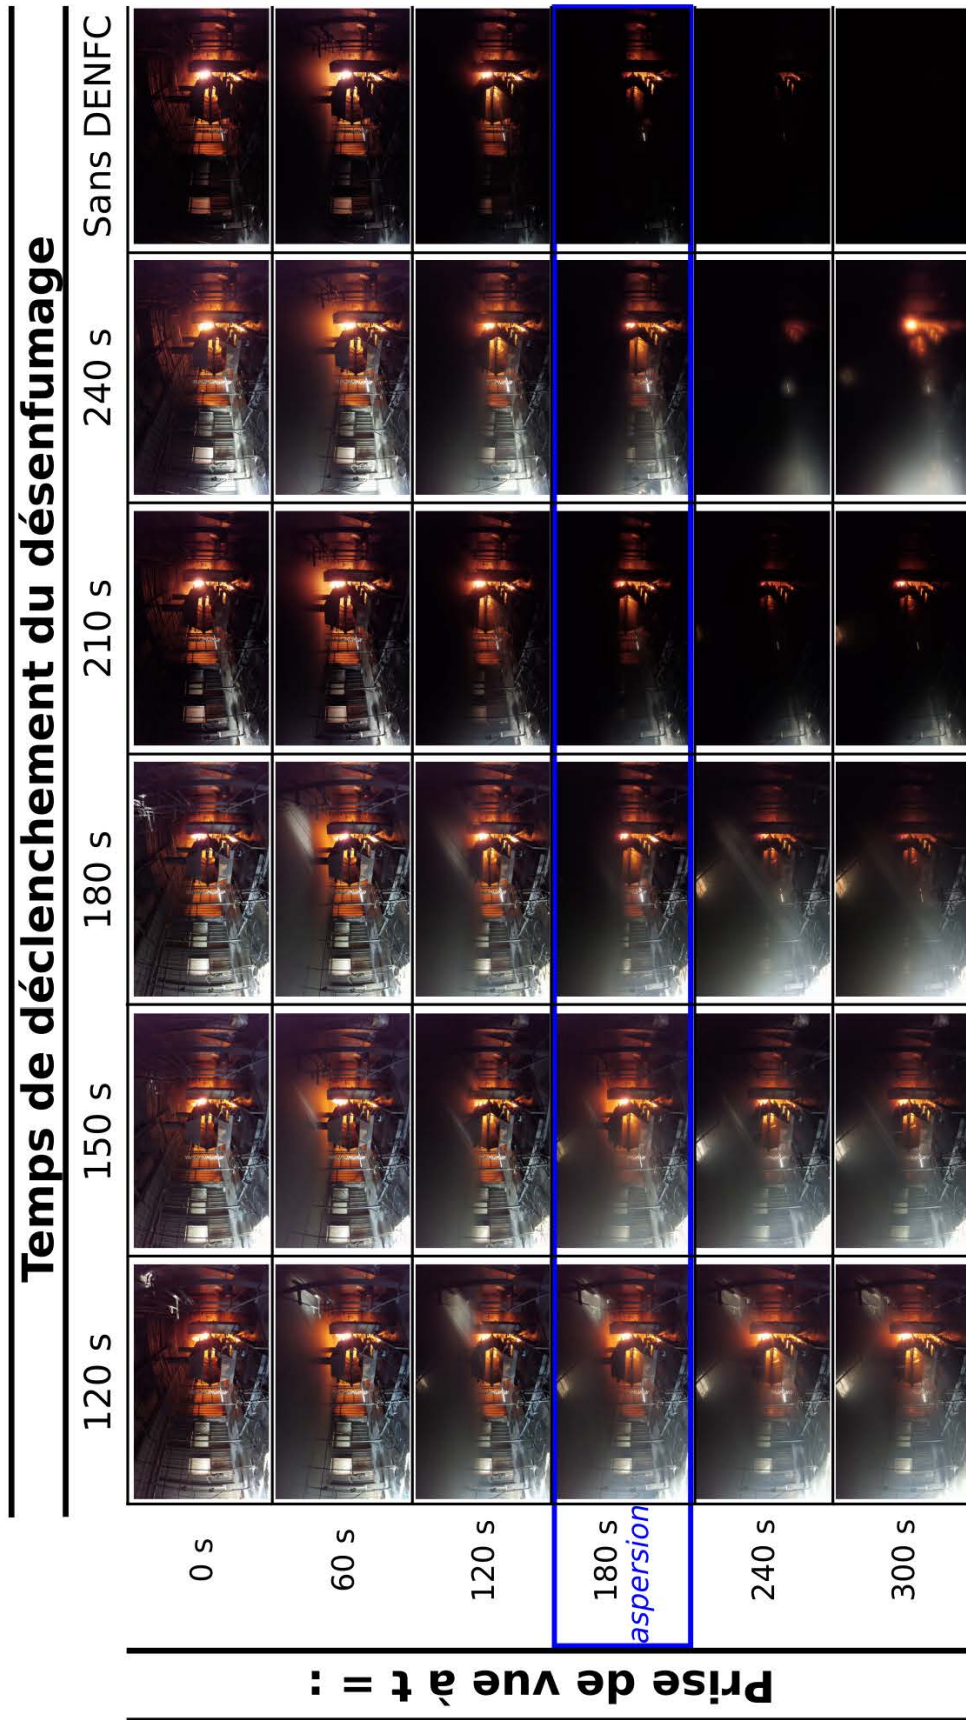 Temps de déclenchement du désenfumage
120 s 150 s 180 s 210 s 240 s Sans DENFC
Prise de vue à t = :
0 s
60 s
120 s
180 s
aspersion
240 s
300 s